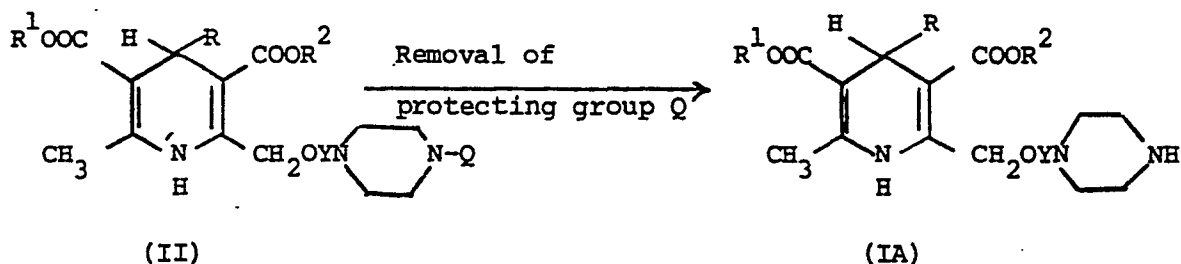 R¹OOC H R COOR² Removal of R¹OOC H R COOR²
protecting group Q
CH₃ N CH₂OYN N-Q CH₃ N CH₂OYN NH
H H
(II) (IA)